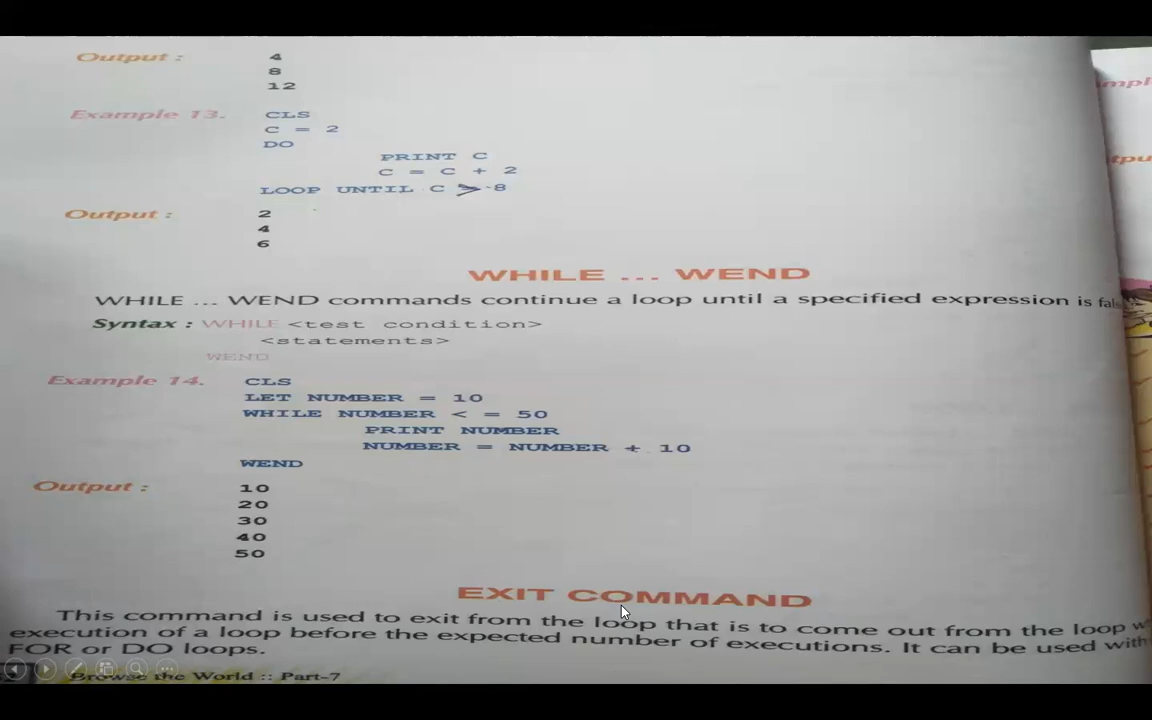 Output : 4
8
12
Example 13. CLS
C = 2
DO
PRINT C
C = C + 2
LOOP UNTIL C > 8
Output : 2
4
6
WHILE ... WEND
WHILE ... WEND commands continue a loop until a specified expression is
Syntax : WHILE <test condition>
<statements>
WEND
Example 14. CLS
LET NUMBER = 10
WHILE NUMBER < = 50
PRINT NUMBER
NUMBER = NUMBER + 10
WEND
Output : 10
20
30
40
50
EXIT COMMAND
This command is used to exit from the loop that is to come out from the loop
execution of a loop before the expected number of executions. It can be used with
FOR or DO loops.
Browse the World :: Part-7